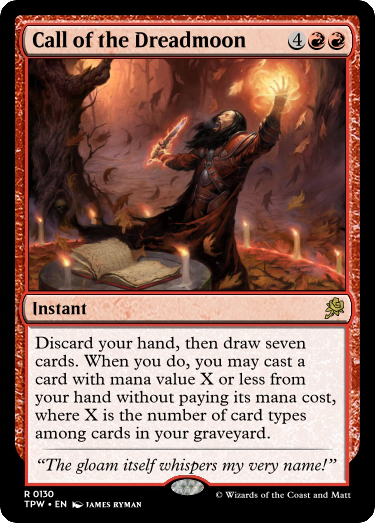 Call of the Dreadmoon 4
Instant
Discard your hand, then draw seven
cards. When you do, you may cast a
card with mana value X or less from
your hand without paying its mana cost,
where X is the number of card types
among cards in your graveyard.
“The gloam itself whispers my very name!”
R 0130
TPW • EN JAMES RYMAN
© Wizards of the Coast and Matt